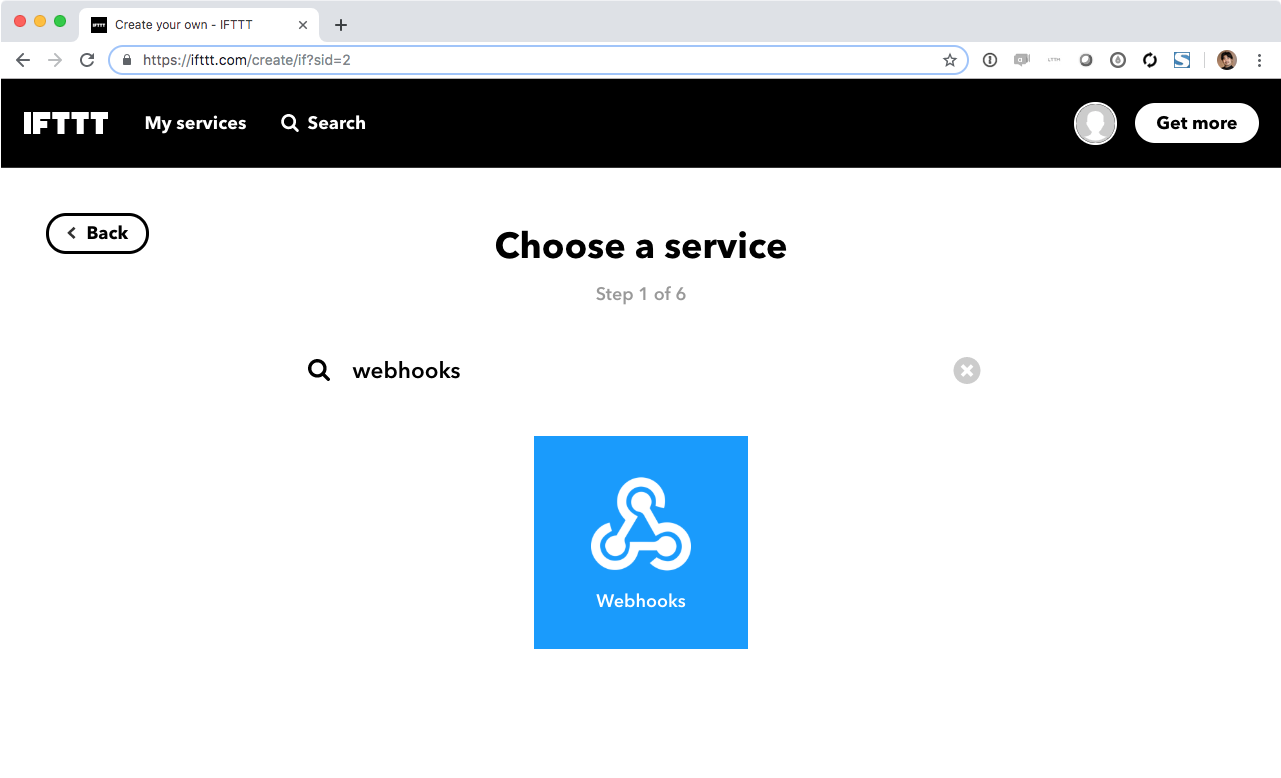 Create your own - IFTTT
https://ifttt.com/create/if?sid=2
IFTTT My services Search Get more
Back
Choose a service
Step 1 of 6
webhooks
Webhooks